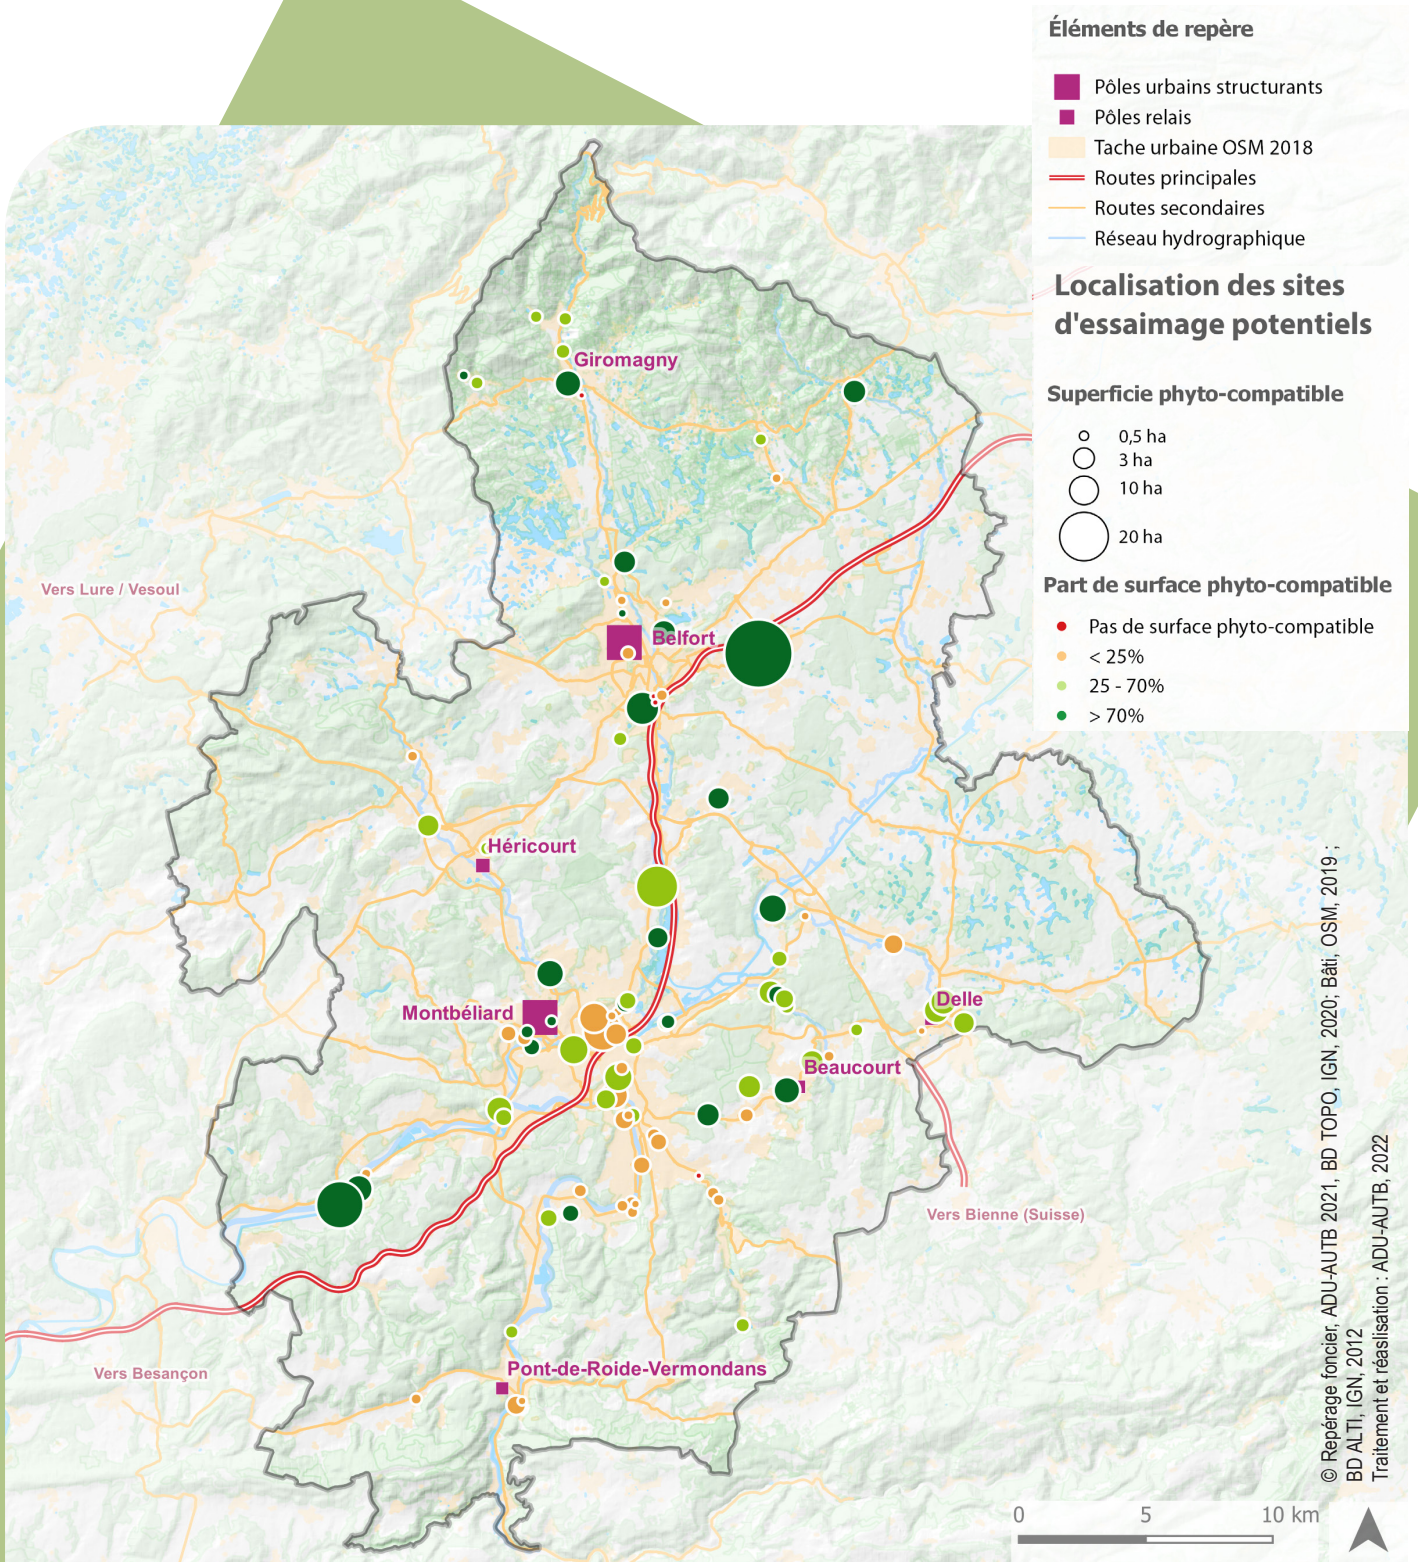 Éléments de repère
Pôles urbains structurants
Pôles relais
Tache urbaine OSM 2018
Routes principales
Routes secondaires
Réseau hydrographique
Localisation des sites
d'essaimage potentiels
Superficie phyto-compatible
0,5 ha
3 ha
10 ha
20 ha
Part de surface phyto-compatible
Pas de surface phyto-compatible
< 25%
25 - 70%
> 70%
Giromagny
Vers Lure / Vesoul
Belfort
Héricourt
Montbéliard
Delle
Beaucourt
Vers Bienne (Suisse)
Vers Besançon
Pont-de-Roide-Vermondans
0 5 10 km
© Repérage foncier, ADU-AUTB 2021, BD TOPO, IGN, 2020; Bâti, OSM, 2019 ;
BD ALTI, IGN, 2012
Traitement et réaslisation : ADU-AUTB, 2022